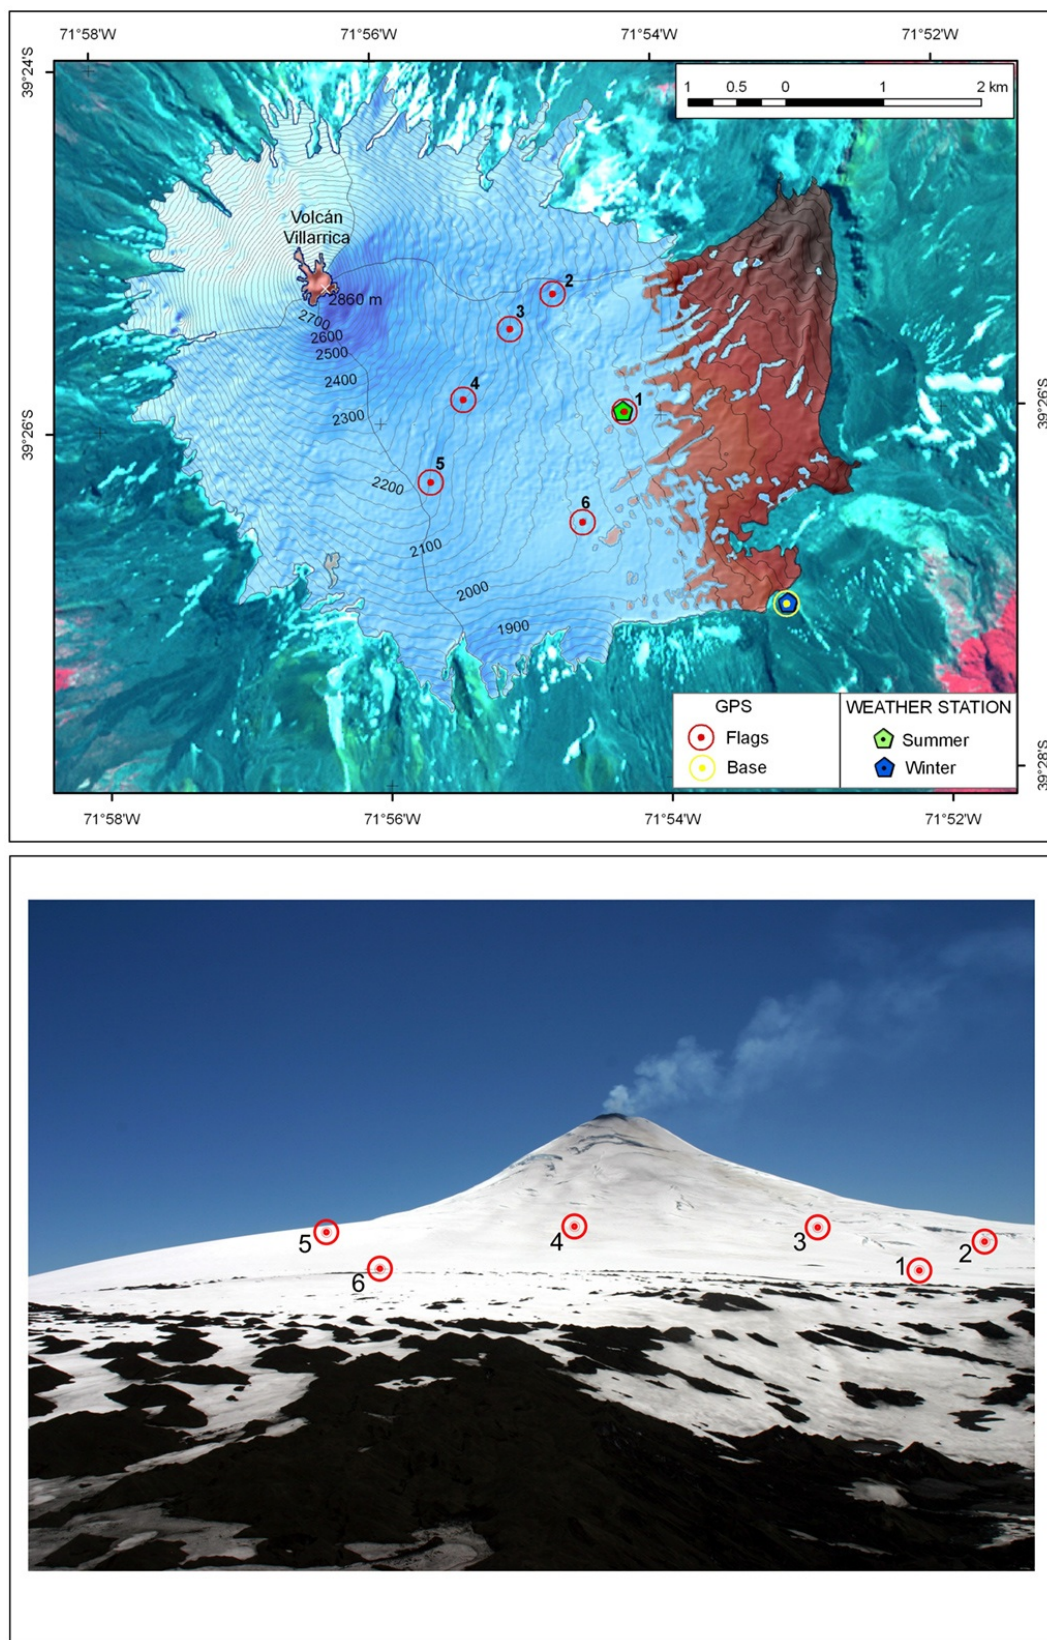 71°58'W 71°56'W 71°54'W 71°52'W
39°24'S
1 0.5 0 1 2 km
Volcán
Villarrica
2860 m
2
3
2700
2600
2500
2400
4
1
2300
39°26'S
39°26'S
5
2200
6
2100
2000
1900
GPS
Flags
Base
WEATHER STATION
Summer
Winter
39°28'S
71°58'W 71°56'W 71°54'W 71°52'W
5
4
3
2
6
1